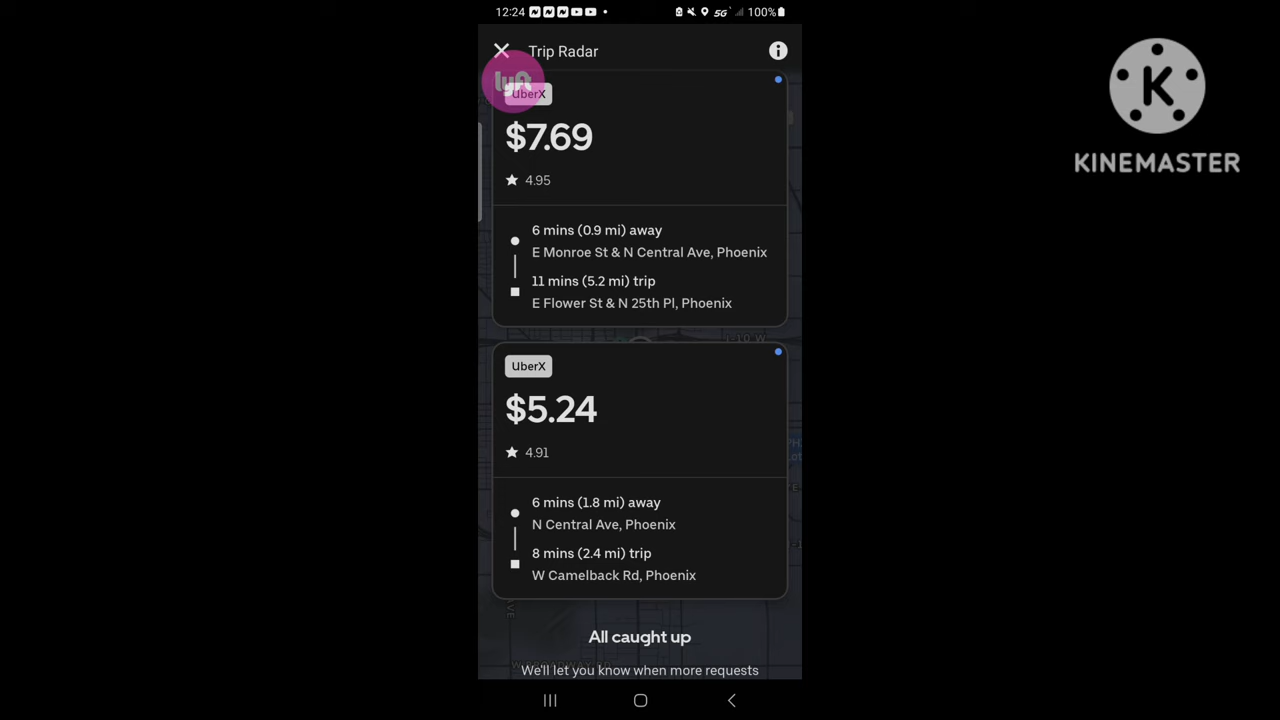 12:24
5G
100%
Trip Radar
lyft
UberX
$7.69
4.95
6 mins (0.9 mi) away
E Monroe St & N Central Ave, Phoenix
11 mins (5.2 mi) trip
E Flower St & N 25th Pl, Phoenix
I-10 W
UberX
$5.24
4.91
6 mins (1.8 mi) away
N Central Ave, Phoenix
8 mins (2.4 mi) trip
W Camelback Rd, Phoenix
All caught up
We'll let you know when more requests
K
KINEMASTER